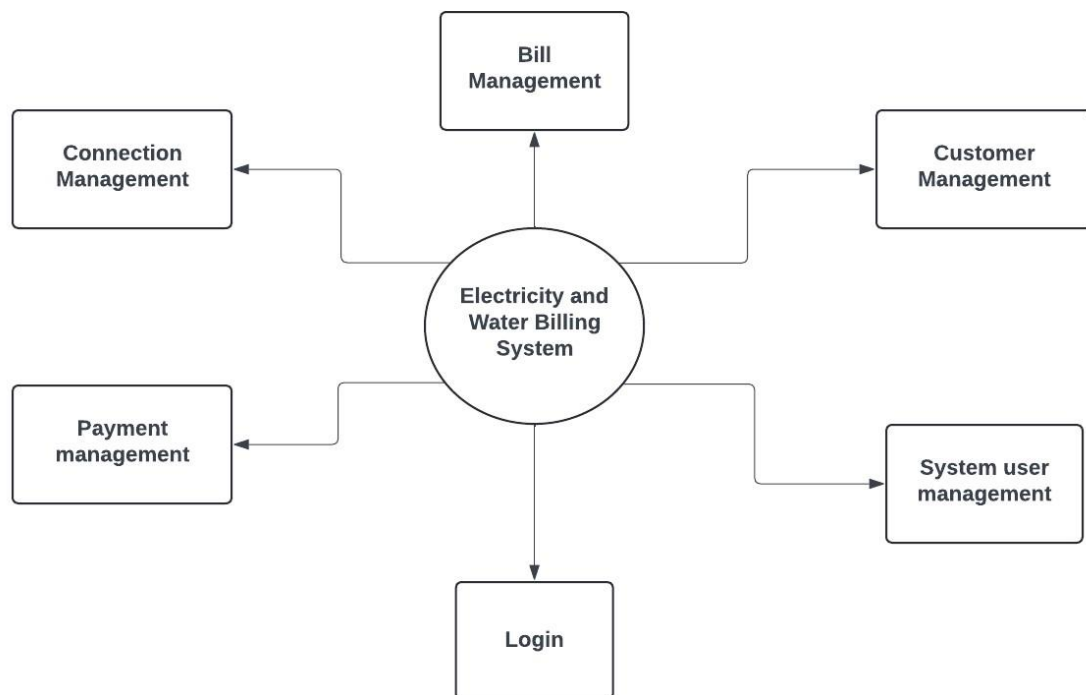 Bill
Management
Connection
Management
Customer
Management
Electricity and
Water Billing
System
Payment
management
System user
management
Login